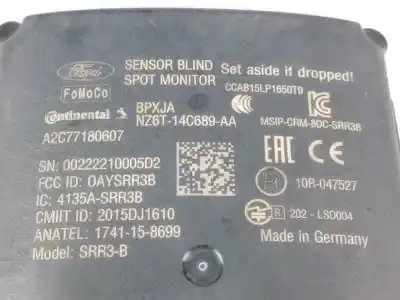 Ford
SENSOR BLIND
SPOT MONITOR
Set aside if dropped!
FoMoCo
CCAB15LP1650T9
Continental
BPXJA
NZ6T-14C689-AA
MSIP-CRM-BDC-SRR3B
A2C77180607
SN: 00222210005D2
FCC ID: OAYSRR3B
IC: 4135A-SRR3B
CMIIT ID: 2015DJ1610
ANATEL: 1741-15-8699
Model: SRR3-B
EAC CE
10R-047527
R 202-LSD004
Made in Germany